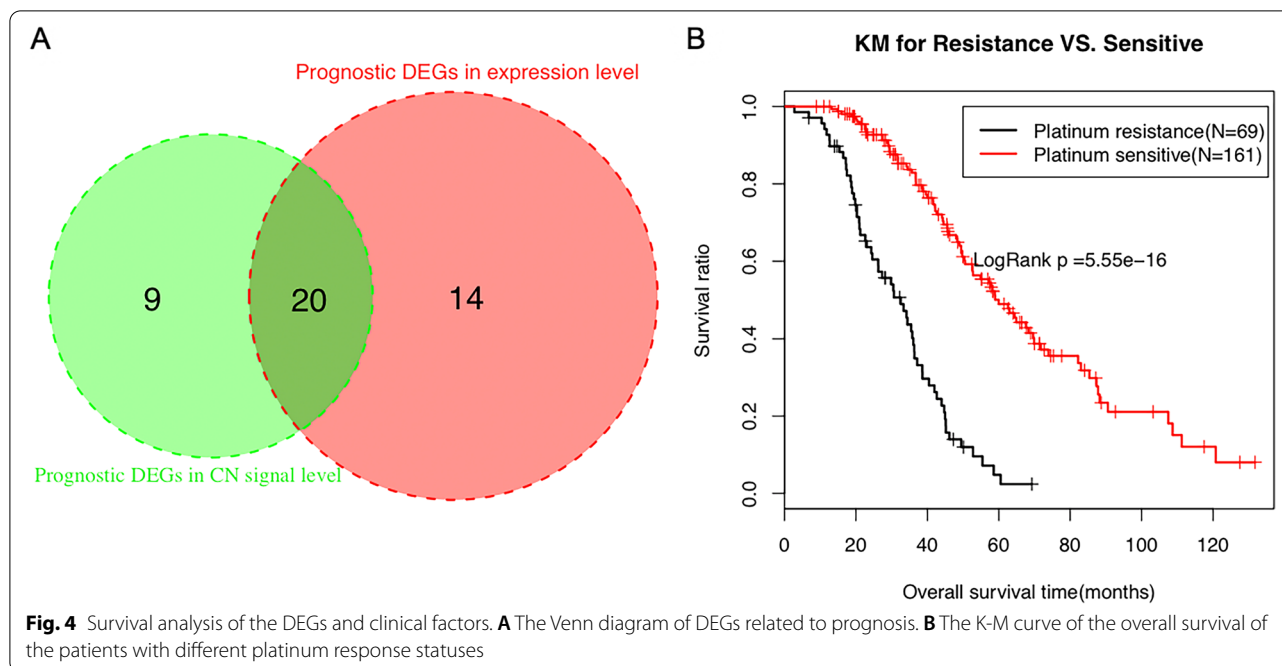 A
Prognostic DEGs in expression level
9
20
14
Prognostic DEGs in CN signal level
B
KM for Resistance VS. Sensitive
Platinum resistance(N=69)
Platinum sensitive(N=161)
LogRank p =5.55e−16
Survival ratio
1.0
0.8
0.6
0.4
0.2
0.0
0 20 40 60 80 100 120
Overall survival time(months)
Fig. 4 Survival analysis of the DEGs and clinical factors. A The Venn diagram of DEGs related to prognosis. B The K-M curve of the overall survival of
the patients with different platinum response statuses